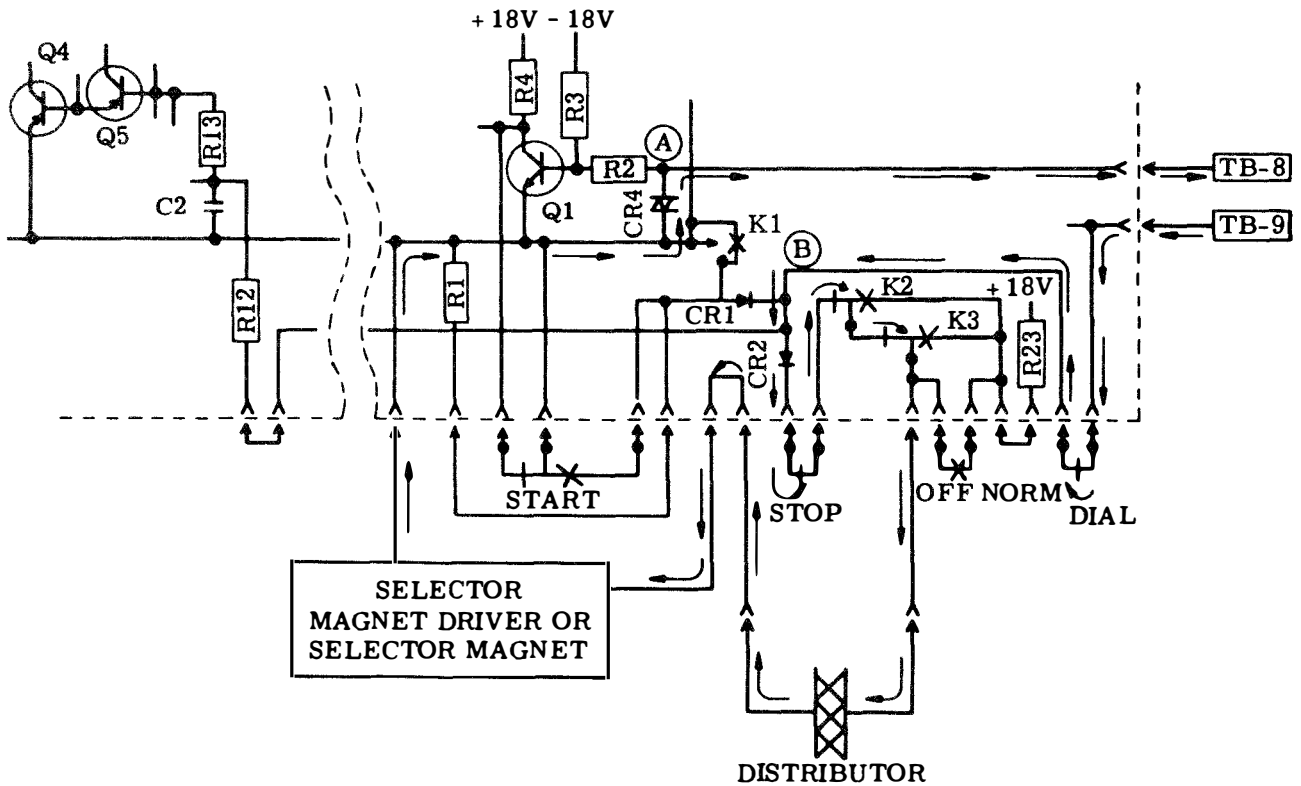 + 18V - 18V
Q4
Q5
R13
C2
R12
R4
R3
R2
A
Q1
CR4
K1
TB-8
TB-9
R1
B
CR1
K2
+ 18V
K3
CR2
R23
START
STOP
OFF NORM
DIAL
SELECTOR
MAGNET DRIVER OR
SELECTOR MAGNET
DISTRIBUTOR